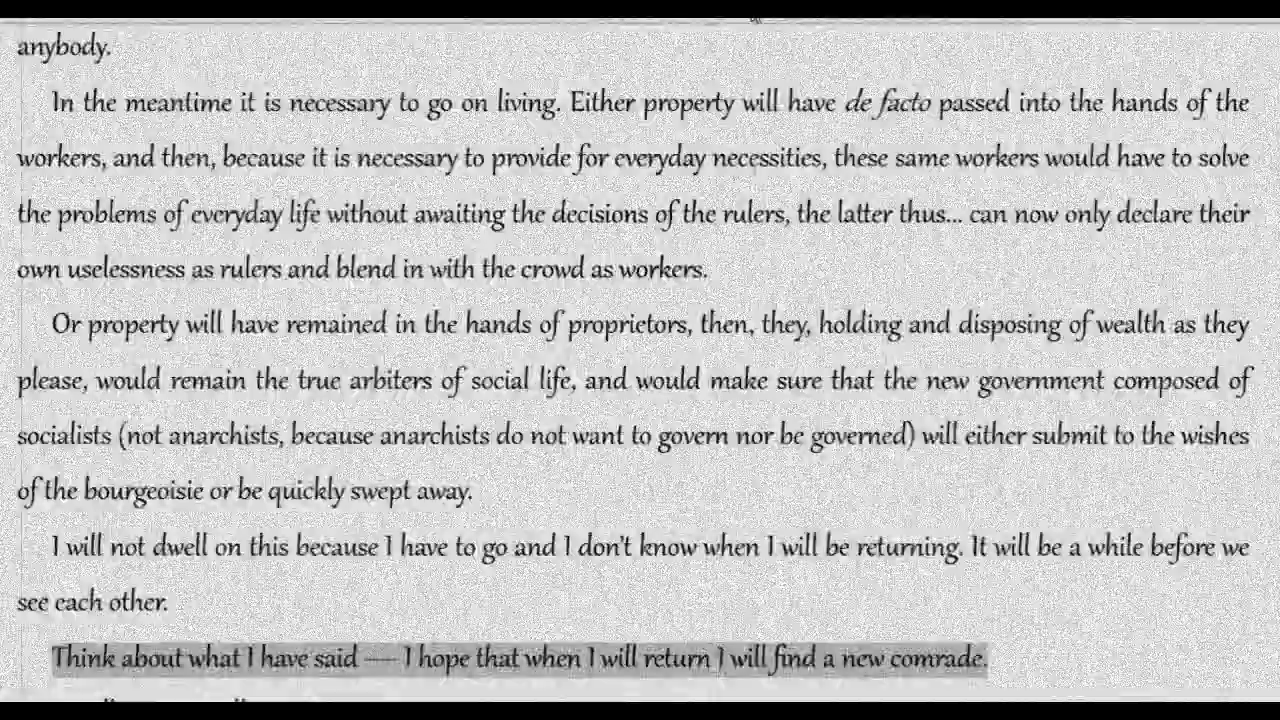 anybody.
In the meantime it is necessary to go on living. Either property will have de facto passed into the hands of the
workers, and then, because it is necessary to provide for everyday necessities, these same workers would have to solve
the problems of everyday life without awaiting the decisions of the rulers, the latter thus... can now only declare their
own uselessness as rulers and blend in with the crowd as workers.
Or property will have remained in the hands of proprietors, then, they, holding and disposing of wealth as they
please, would remain the true arbiters of social life, and would make sure that the new government composed of
socialists (not anarchists, because anarchists do not want to govern nor be governed) will either submit to the wishes
of the bourgeoisie or be quickly swept away.
I will not dwell on this because I have to go and I don't know when I will be returning. It will be a while before we
see each other.
Think about what I have said — I hope that when I will return I will find a new comrade.